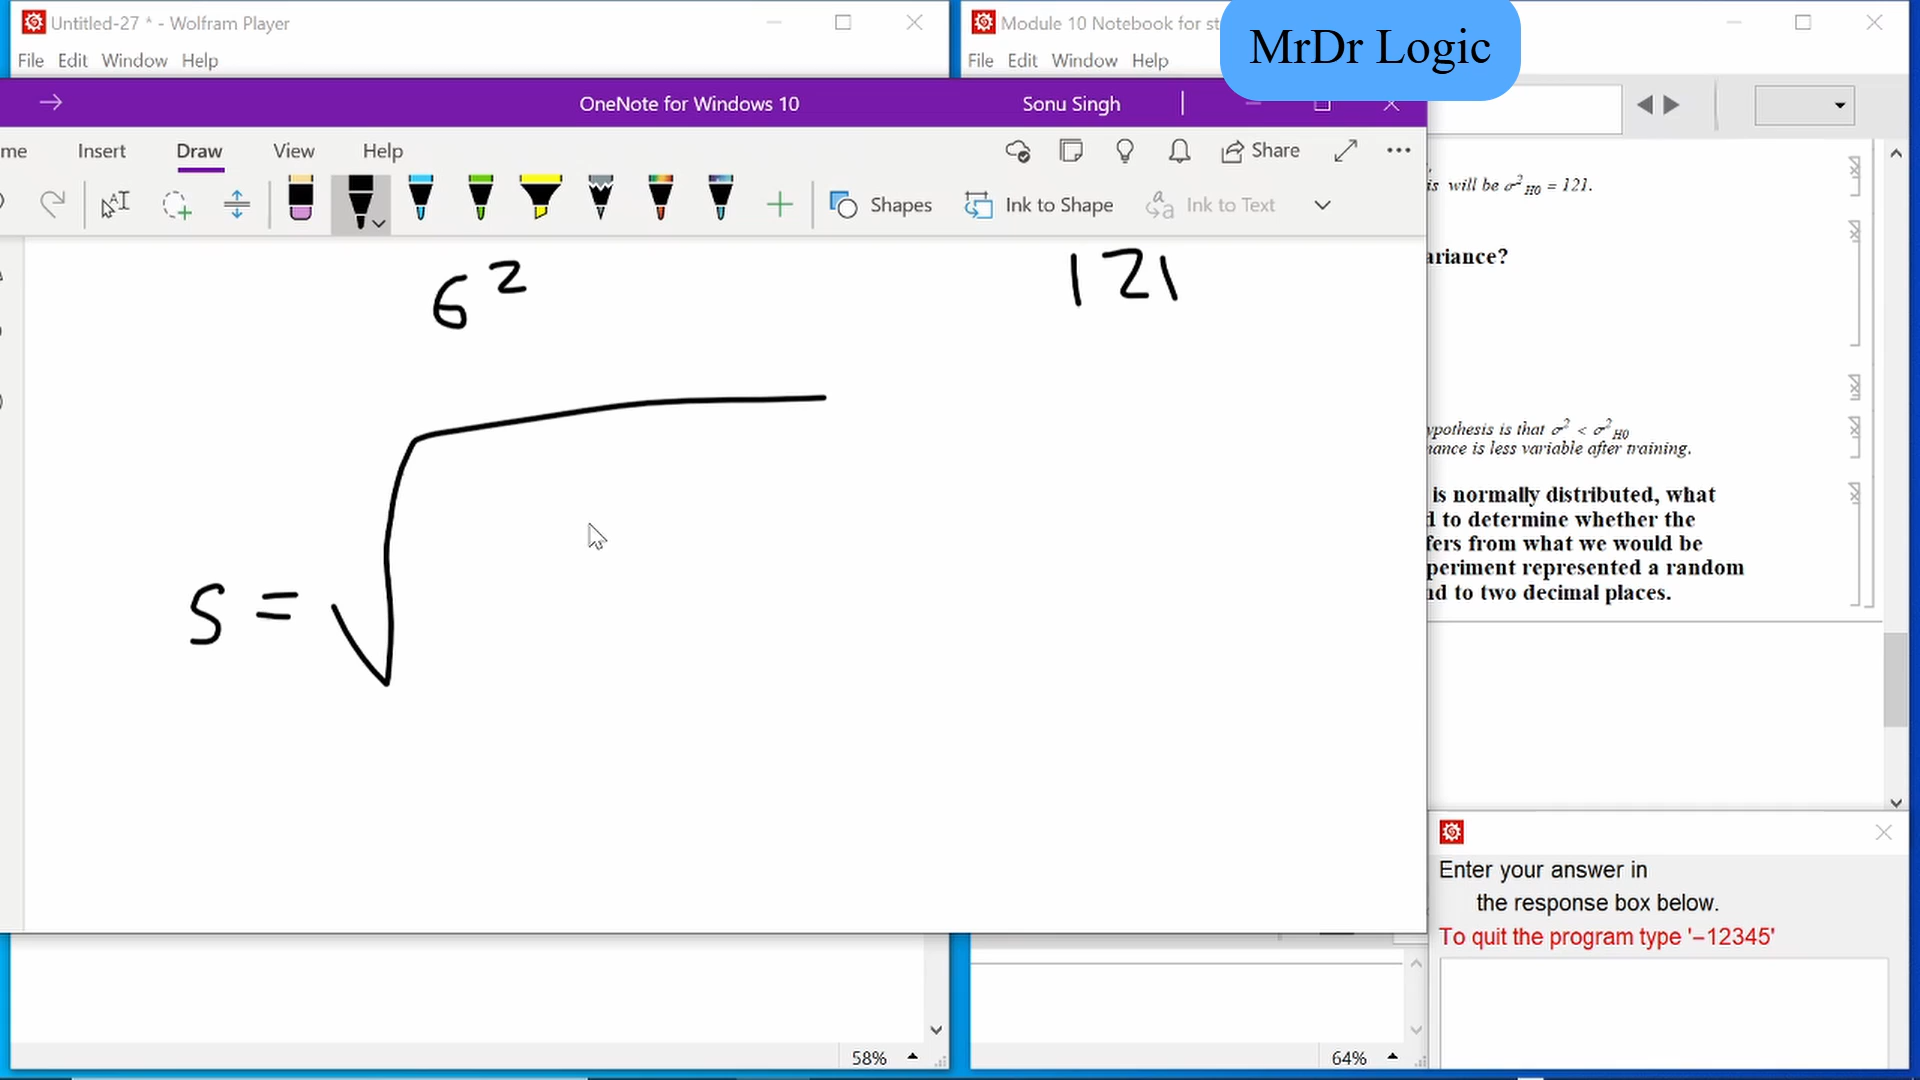 Untitled-27 * - Wolfram Player
File Edit Window Help
Module 10 Notebook for st
File Edit Window Help
MrDr Logic
OneNote for Windows 10
Sonu Singh
me Insert Draw View Help
Share
Shapes
Ink to Shape
Ink to Text
6²
121
S = √
is will be σ² H0 = 121.
ariance?
ypothesis is that σ² < σ² H0
nance is less variable after training.
is normally distributed, what
d to determine whether the
fers from what we would be
periment represented a random
nd to two decimal places.
Enter your answer in
the response box below.
To quit the program type '−12345'
58%
64%